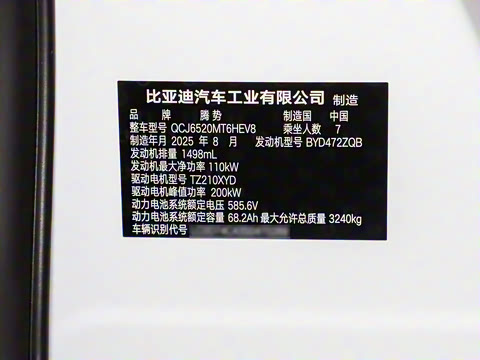 比亚迪汽车工业有限公司 制造
品 牌 腾势 制造国 中国
整车型号 QCJ6520MT6HEV8 乘坐人数 7
制造年月 2025 年 8 月 发动机型号 BYD472ZQB
发动机排量 1498mL
发动机最大净功率 110kW
驱动电机型号 TZ210XYD
驱动电机峰值功率 200kW
动力电池系统额定电压 585.6V
动力电池系统额定容量 68.2Ah 最大允许总质量 3240kg
车辆识别代号